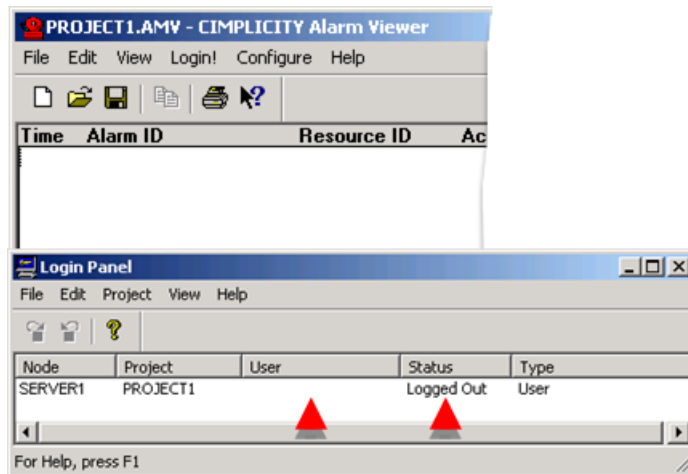 PROJECT1.AMV - CIMPLICITY Alarm Viewer
File Edit View Login! Configure Help
Time Alarm ID Resource ID Ac
Login Panel
File Edit Project View Help
Node Project User Status Type
SERVER1 PROJECT1 Logged Out User
For Help, press F1